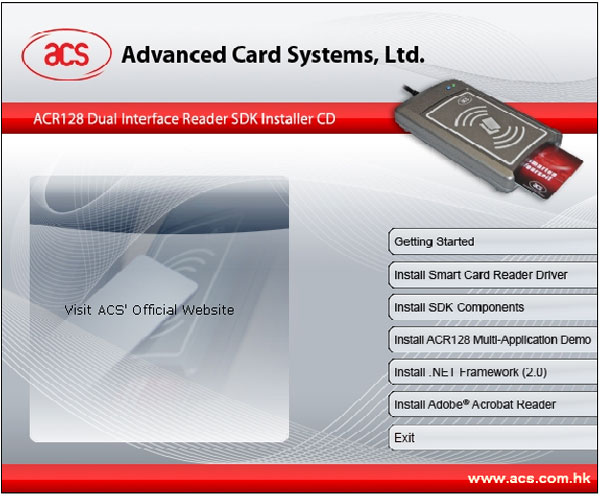 acs
Advanced Card Systems, Ltd.
ACR128 Dual Interface Reader SDK Installer CD
acs
Visit ACS' Official Website
Getting Started
Install Smart Card Reader Driver
Install SDK Components
Install ACR128 Multi-Application Demo
Install .NET Framework (2.0)
Install Adobe® Acrobat Reader
Exit
www.acs.com.hk